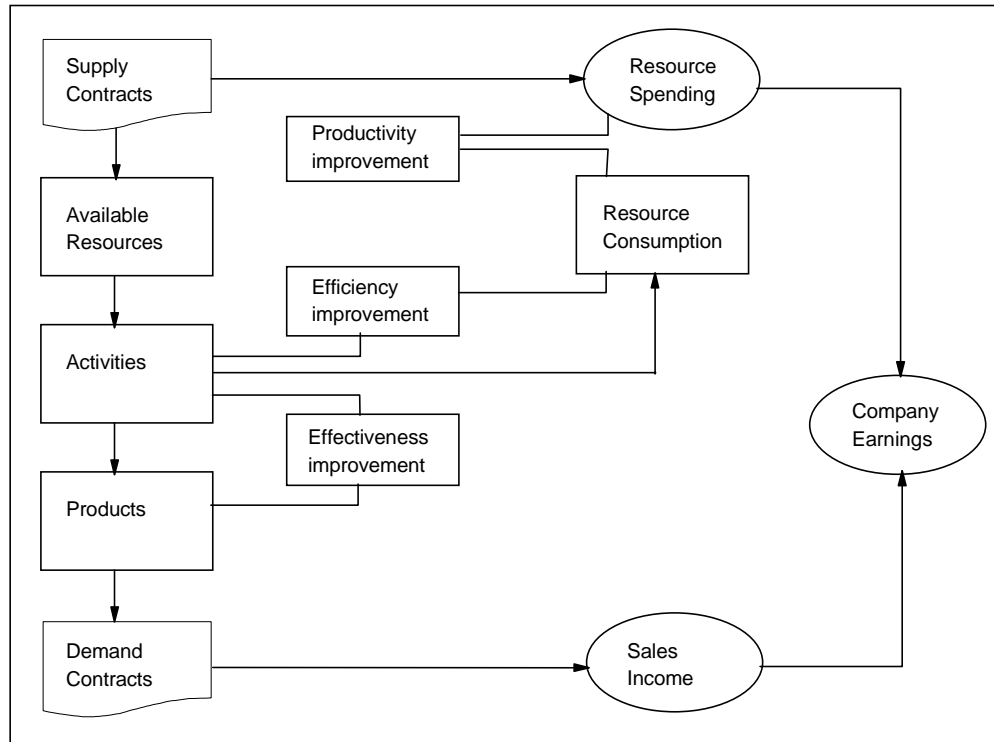 Supply
Contracts
Resource
Spending
Productivity
improvement
Available
Resources
Resource
Consumption
Efficiency
improvement
Activities
Company
Earnings
Effectiveness
improvement
Products
Demand
Contracts
Sales
Income